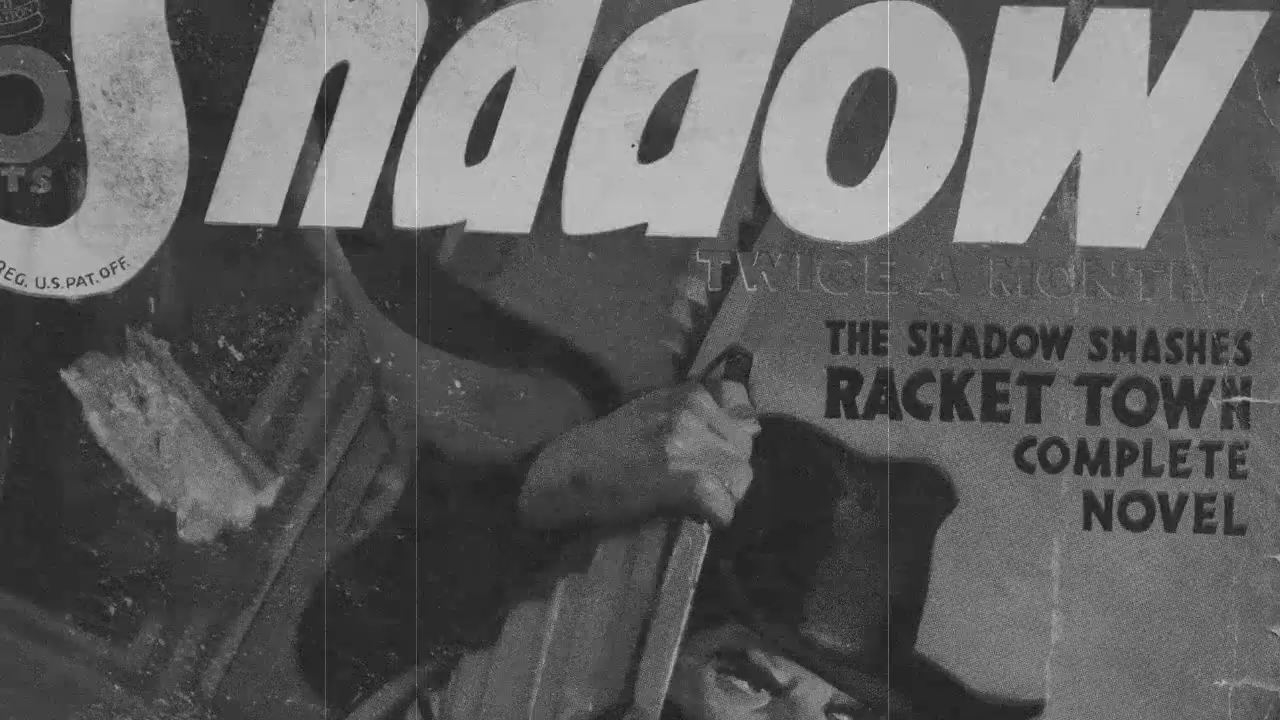 Shadow
TS
REG. U.S. PAT. OFF.
TWICE A MONTH
THE SHADOW SMASHES
RACKET TOWN
COMPLETE
NOVEL